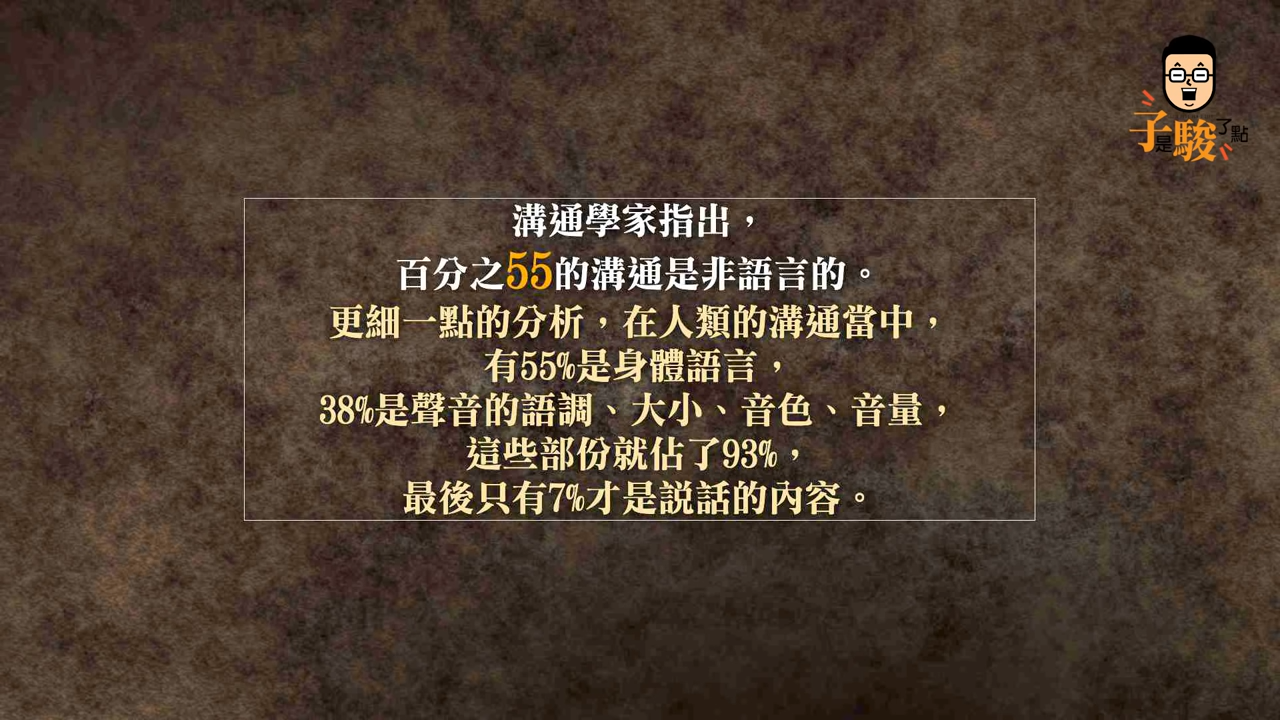 子是駿了點
溝通學家指出，
百分之55的溝通是非語言的。
更細一點的分析，在人類的溝通當中，
有55%是身體語言，
38%是聲音的語調、大小、音色、音量，
這些部份就佔了93%，
最後只有7%才是說話的內容。